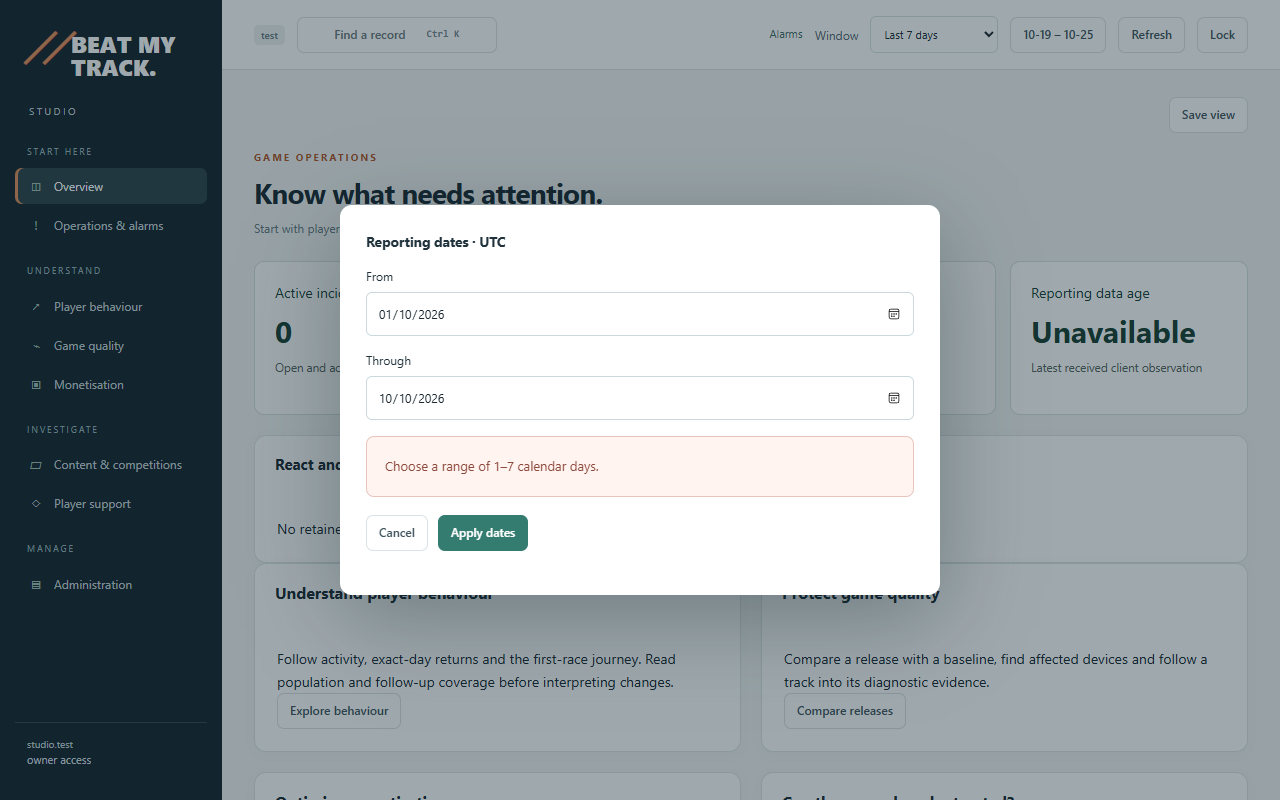 BEAT MY
TRACK.
STUDIO
START HERE
Overview
! Operations & alarms
UNDERSTAND
Player behaviour
Game quality
Monetisation
INVESTIGATE
Content & competitions
Player support
MANAGE
Administration
studio.test
owner access
test
Find a record Ctrl K
Alarms Window Last 7 days 10-19 – 10-25 Refresh Lock
Save view
GAME OPERATIONS
Know what needs attention.
Start with player
Active inci
0
Open and ac
Reporting data age
Unavailable
Latest received client observation
Reporting dates · UTC
From
01/10/2026
Through
10/10/2026
Choose a range of 1–7 calendar days.
Cancel Apply dates
React and
No retaine
Understand player behaviour
Follow activity, exact-day returns and the first-race journey. Read
population and follow-up coverage before interpreting changes.
Explore behaviour
Protect game quality
Compare a release with a baseline, find affected devices and follow a
track into its diagnostic evidence.
Compare releases